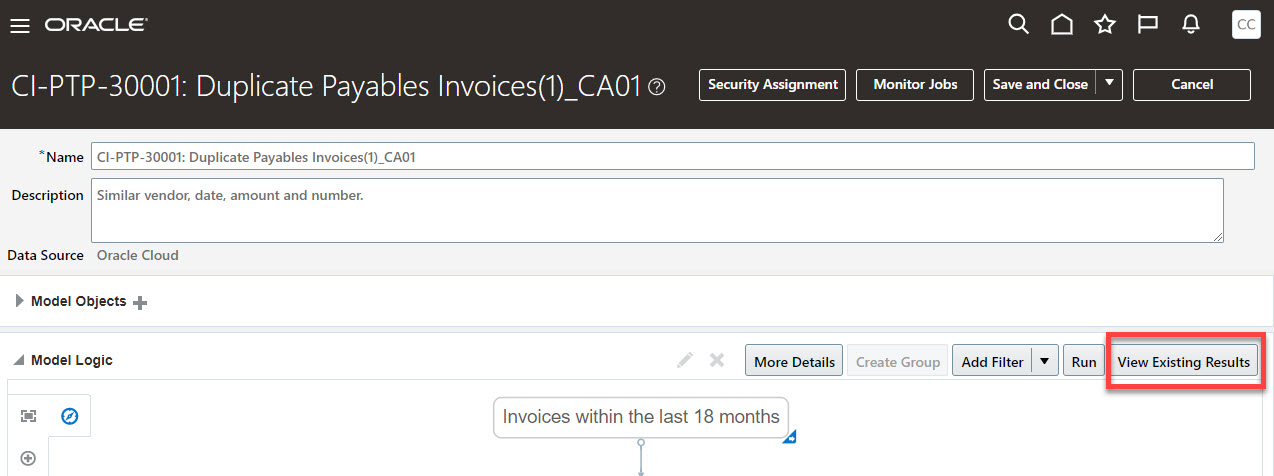 ORACLE
CC
CI-PTP-30001: Duplicate Payables Invoices(1)_CA01 ?
Security Assignment
Monitor Jobs
Save and Close
Cancel
*Name CI-PTP-30001: Duplicate Payables Invoices(1)_CA01
Description Similar vendor, date, amount and number.
Data Source Oracle Cloud
Model Objects
Model Logic
More Details
Create Group
Add Filter
Run
View Existing Results
Invoices within the last 18 months